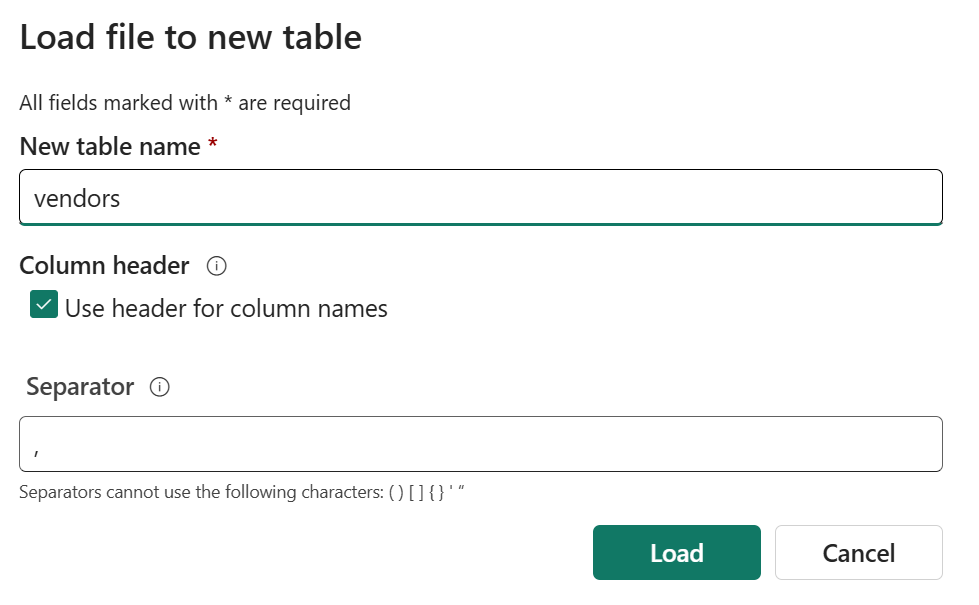 Load file to new table
All fields marked with * are required
New table name *
vendors
Column header
Use header for column names
Separator
,
Separators cannot use the following characters: ( ) [ ] { } ' "
Load
Cancel